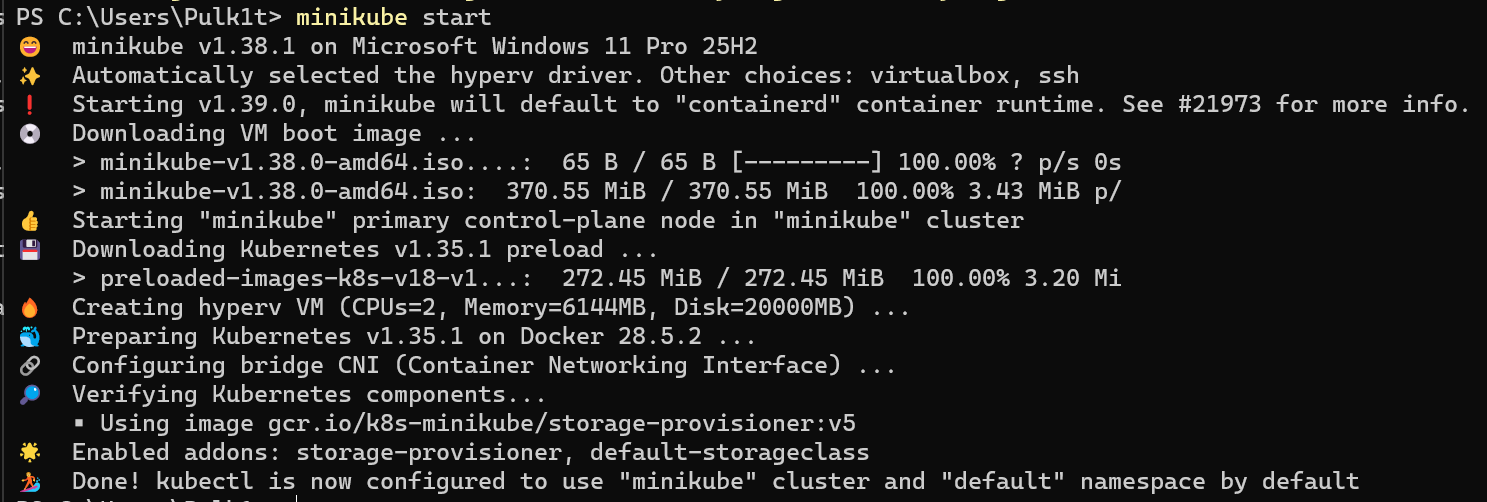 PS C:\Users\Pulk1t> minikube start
😄 minikube v1.38.1 on Microsoft Windows 11 Pro 25H2
✨ Automatically selected the hyperv driver. Other choices: virtualbox, ssh
❗ Starting v1.39.0, minikube will default to "containerd" container runtime. See #21973 for more info.
💿 Downloading VM boot image ...
> minikube-v1.38.0-amd64.iso....: 65 B / 65 B [---------] 100.00% ? p/s 0s
> minikube-v1.38.0-amd64.iso: 370.55 MiB / 370.55 MiB 100.00% 3.43 MiB p/
👍 Starting "minikube" primary control-plane node in "minikube" cluster
💾 Downloading Kubernetes v1.35.1 preload ...
> preloaded-images-k8s-v18-v1...: 272.45 MiB / 272.45 MiB 100.00% 3.20 Mi
🔥 Creating hyperv VM (CPUs=2, Memory=6144MB, Disk=20000MB) ...
🐳 Preparing Kubernetes v1.35.1 on Docker 28.5.2 ...
🔗 Configuring bridge CNI (Container Networking Interface) ...
🔎 Verifying Kubernetes components...
▪ Using image gcr.io/k8s-minikube/storage-provisioner:v5
🌟 Enabled addons: storage-provisioner, default-storageclass
🏄 Done! kubectl is now configured to use "minikube" cluster and "default" namespace by default